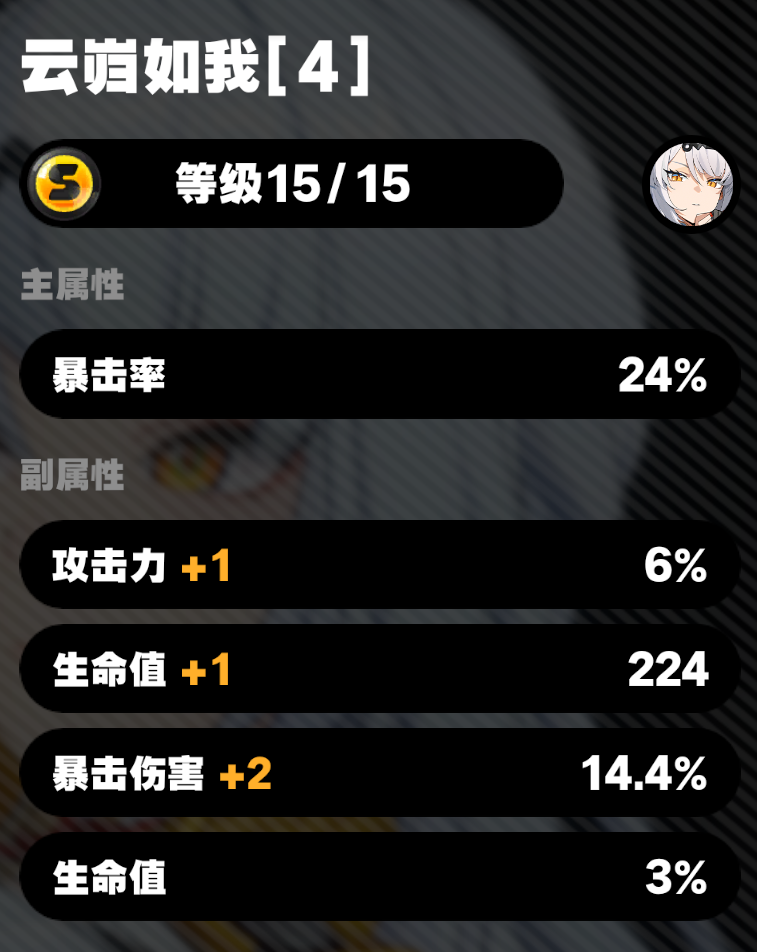 云岿如我[4]
S 等级15/15
主属性
暴击率 24%
副属性
攻击力 +1 6%
生命值 +1 224
暴击伤害 +2 14.4%
生命值 3%